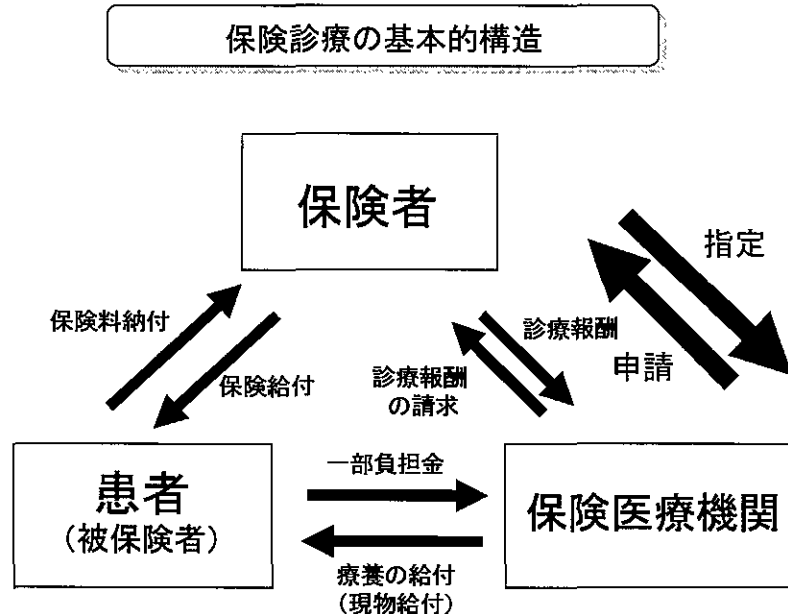 保険診療の基本的構造
保険者
指定
申請
保険料納付
保険給付
診療報酬
診療報酬
の請求
一部負担金
患者
(被保険者)
保険医療機関
療養の給付
(現物給付)